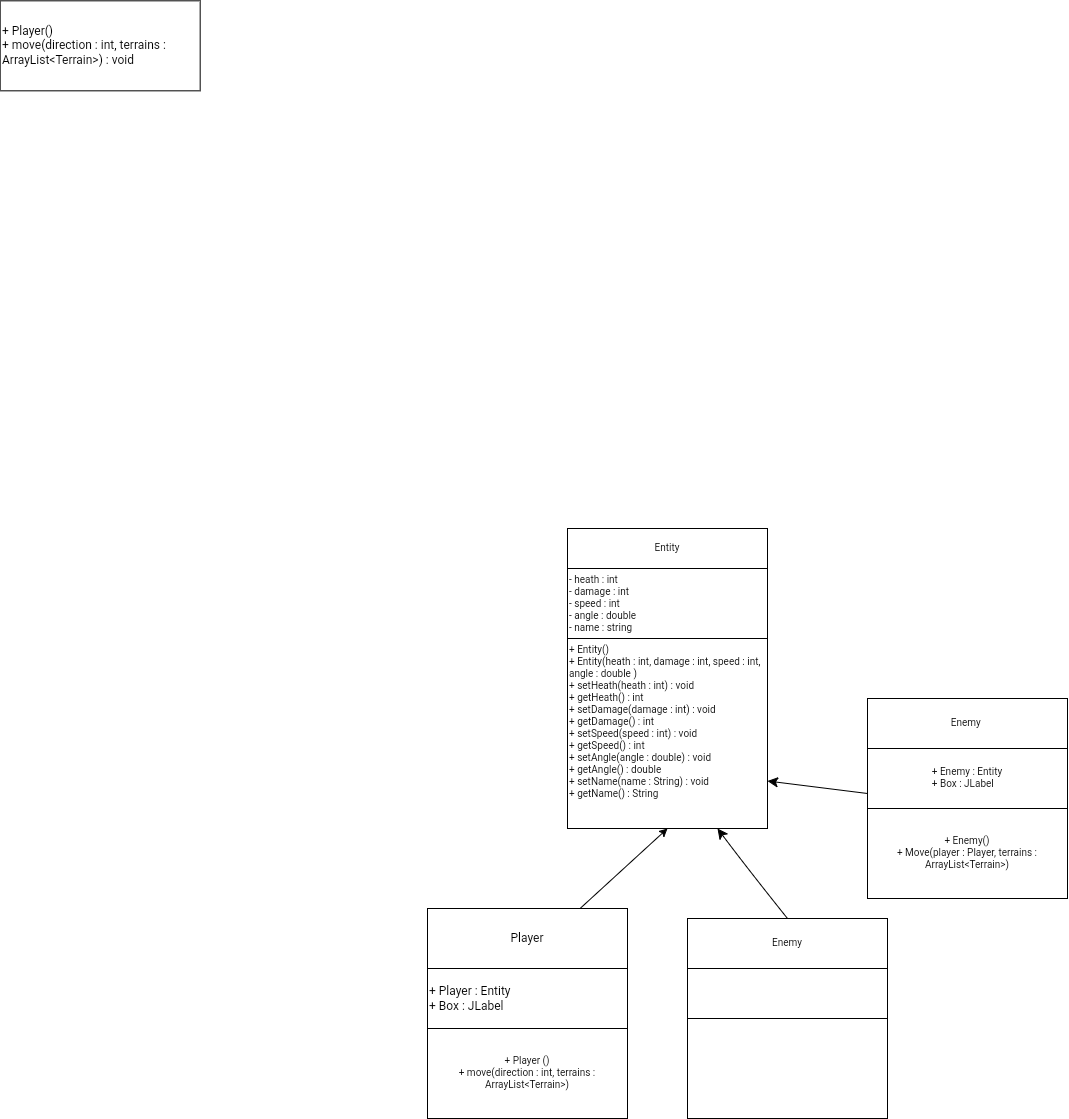 + Player()
+ move(direction : int, terrains :
ArrayList<Terrain>) : void
Entity
- heath : int
- damage : int
- speed : int
- angle : double
- name : string
+ Entity()
+ Entity(heath : int, damage : int, speed : int,
angle : double )
+ setHeath(heath : int) : void
+ getHeath() : int
+ setDamage(damage : int) : void
+ getDamage() : int
+ setSpeed(speed : int) : void
+ getSpeed() : int
+ setAngle(angle : double) : void
+ getAngle() : double
+ setName(name : String) : void
+ getName() : String
Enemy
+ Enemy : Entity
+ Box : JLabel
+ Enemy()
+ Move(player : Player, terrains :
ArrayList<Terrain>)
Player
+ Player : Entity
+ Box : JLabel
+ Player ()
+ move(direction : int, terrains :
ArrayList<Terrain>)
Enemy